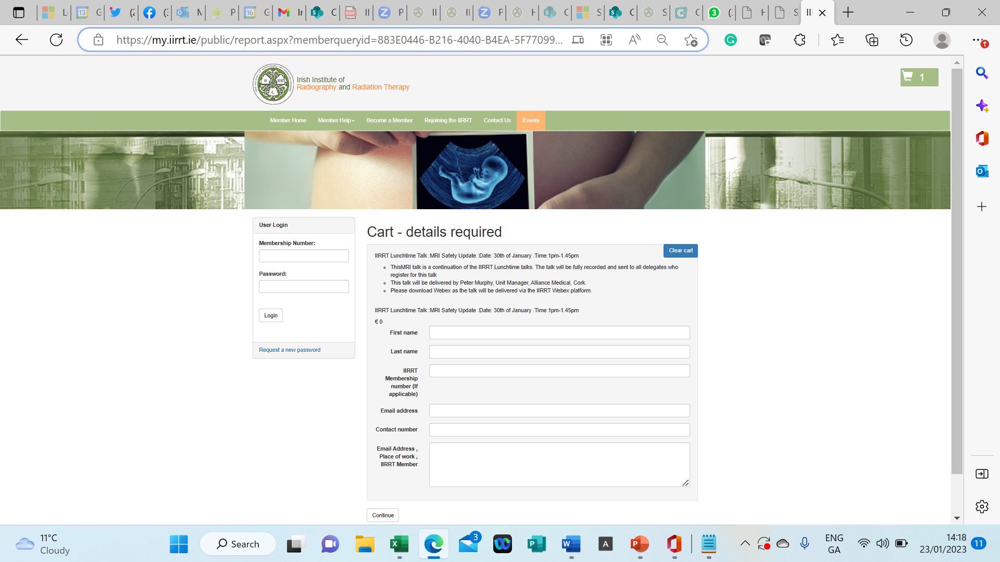 https://my.iirrt.ie/public/report.aspx?memberqueryid=883E0446-B216-4040-B4EA-5F77099...
Irish Institute of
Radiography and Radiation Therapy
1
Member Home Member Help Become a Member Rejoining the IIRRT Contact Us Events
User Login
Membership Number:
Password:
Login
Request a new password
Cart - details required
Clear cart
IIRRT Lunchtime Talk :MRI Safety Update :Date: 30th of January .Time:1pm-1.45pm
ThisMRI talk is a continuation of the IIRRT Lunchtime talks. The talk will be fully recorded and sent to all delegates who
register for this talk
This talk will be delivered by Peter Murphy, Unit Manager, Alliance Medical, Cork.
Please download Webex as the talk will be delivered via the IIRRT Webex platform.
IIRRT Lunchtime Talk :MRI Safety Update :Date: 30th of January .Time:1pm-1.45pm
€ 0
First name
Last name
IIRRT
Membership
number (If
applicable)
Email address
Contact number
Email Address ,
Place of work ,
IIRRT Member
Continue
11°C
Cloudy
Search
3
ENG
GA
14:18
23/01/2023
11